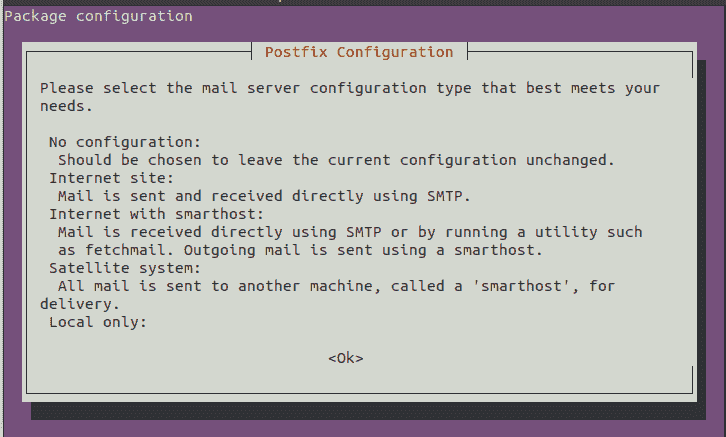 Package configuration
Postfix Configuration
Please select the mail server configuration type that best meets your
needs.
No configuration:
Should be chosen to leave the current configuration unchanged.
Internet site:
Mail is sent and received directly using SMTP.
Internet with smarthost:
Mail is received directly using SMTP or by running a utility such
as fetchmail. Outgoing mail is sent using a smarthost.
Satellite system:
All mail is sent to another machine, called a 'smarthost', for
delivery.
Local only:
<Ok>